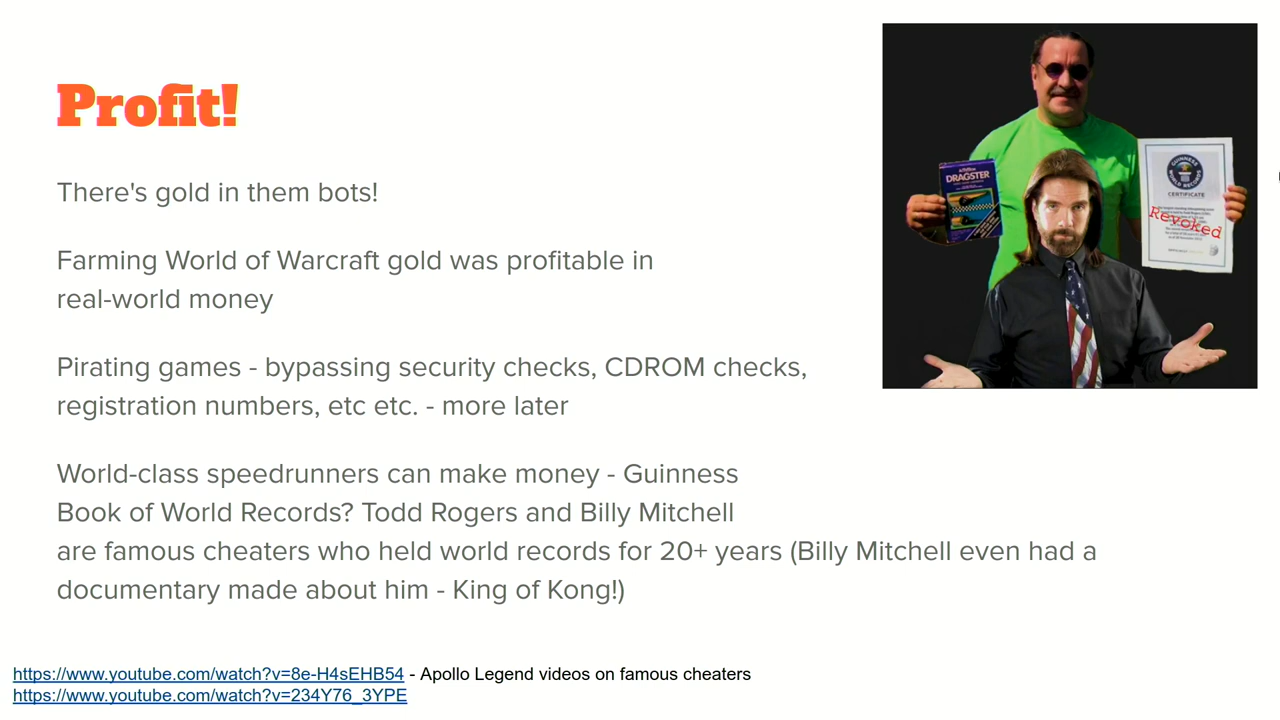 Profit!
There's gold in them bots!
Farming World of Warcraft gold was profitable in
real-world money
Pirating games - bypassing security checks, CDROM checks,
registration numbers, etc etc. - more later
World-class speedrunners can make money - Guinness
Book of World Records? Todd Rogers and Billy Mitchell
are famous cheaters who held world records for 20+ years (Billy Mitchell even had a
documentary made about him - King of Kong!)
DRAGSTER
GUINNESS
WORLD RECORDS
CERTIFICATE
Revoked
https://www.youtube.com/watch?v=8e-H4sEHB54 - Apollo Legend videos on famous cheaters
https://www.youtube.com/watch?v=234Y76_3YPE